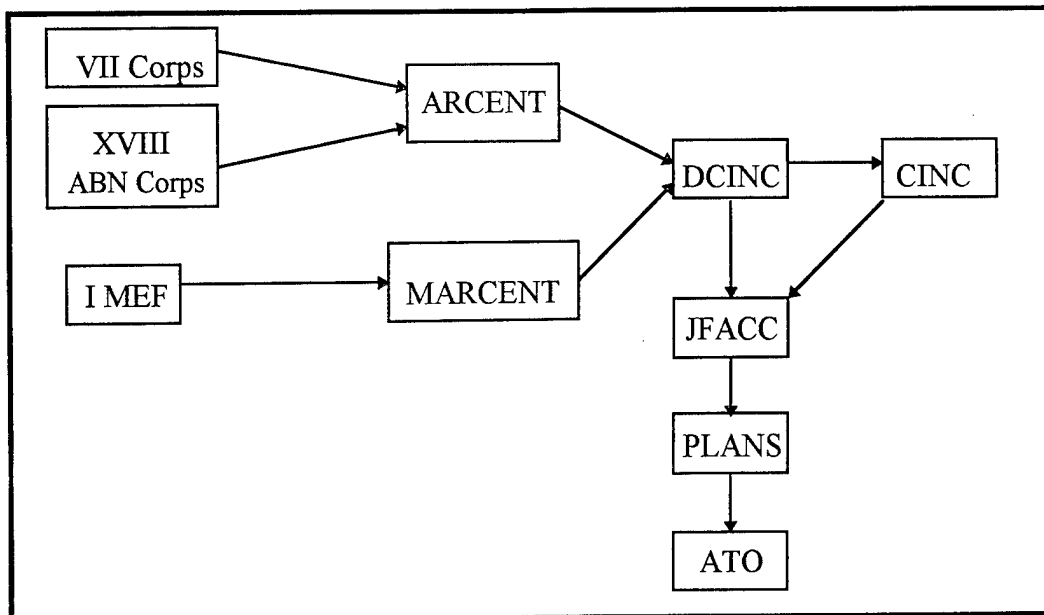 VII Corps
XVIII
ABN Corps
ARCENT
DCINC
CINC
I MEF
MARCENT
JFACC
PLANS
ATO